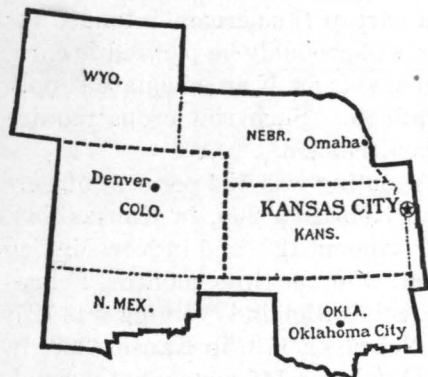 WYO.
NEBR.
Omaha
Denver
COLO.
KANSAS CITY
KANS.
N. MEX.
OKLA.
Oklahoma City